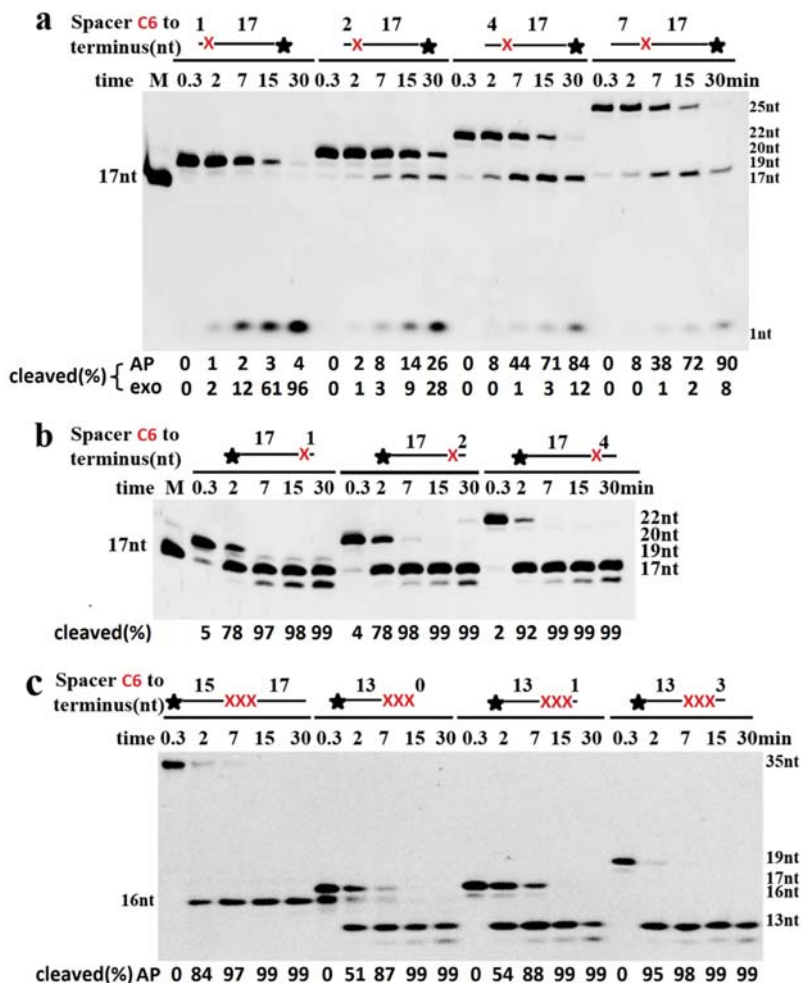 a Spacer C6 to terminus(nt) 1 X 17 2 X 17 4 X 17 7 X 17
time M 0.3 2 7 15 30 0.3 2 7 15 30 0.3 2 7 15 30 0.3 2 7 15 30min
25nt
22nt
20nt
19nt
17nt 17nt
1nt
cleaved(%)
AP 0 1 2 3 4 0 2 8 14 26 0 8 44 71 84 0 8 38 72 90
exo 0 2 12 61 96 0 1 3 9 28 0 0 1 3 12 0 0 1 2 8
b Spacer C6 to terminus(nt) 17 X 1 17 X 2 17 X 4
time M 0.3 2 7 15 30 0.3 2 7 15 30 0.3 2 7 15 30min
22nt
20nt
17nt 19nt
17nt
cleaved(%) 5 78 97 98 99 4 78 98 99 99 2 92 99 99 99
c Spacer C6 to terminus(nt) 15 XXX 17 13 XXX 0 13 XXX 1 13 XXX 3
time 0.3 2 7 15 30 0.3 2 7 15 30 0.3 2 7 15 30 0.3 2 7 15 30min
35nt
19nt
17nt
16nt 16nt
13nt
cleaved(%) AP 0 84 97 99 99 0 51 87 99 99 0 54 88 99 99 0 95 98 99 99